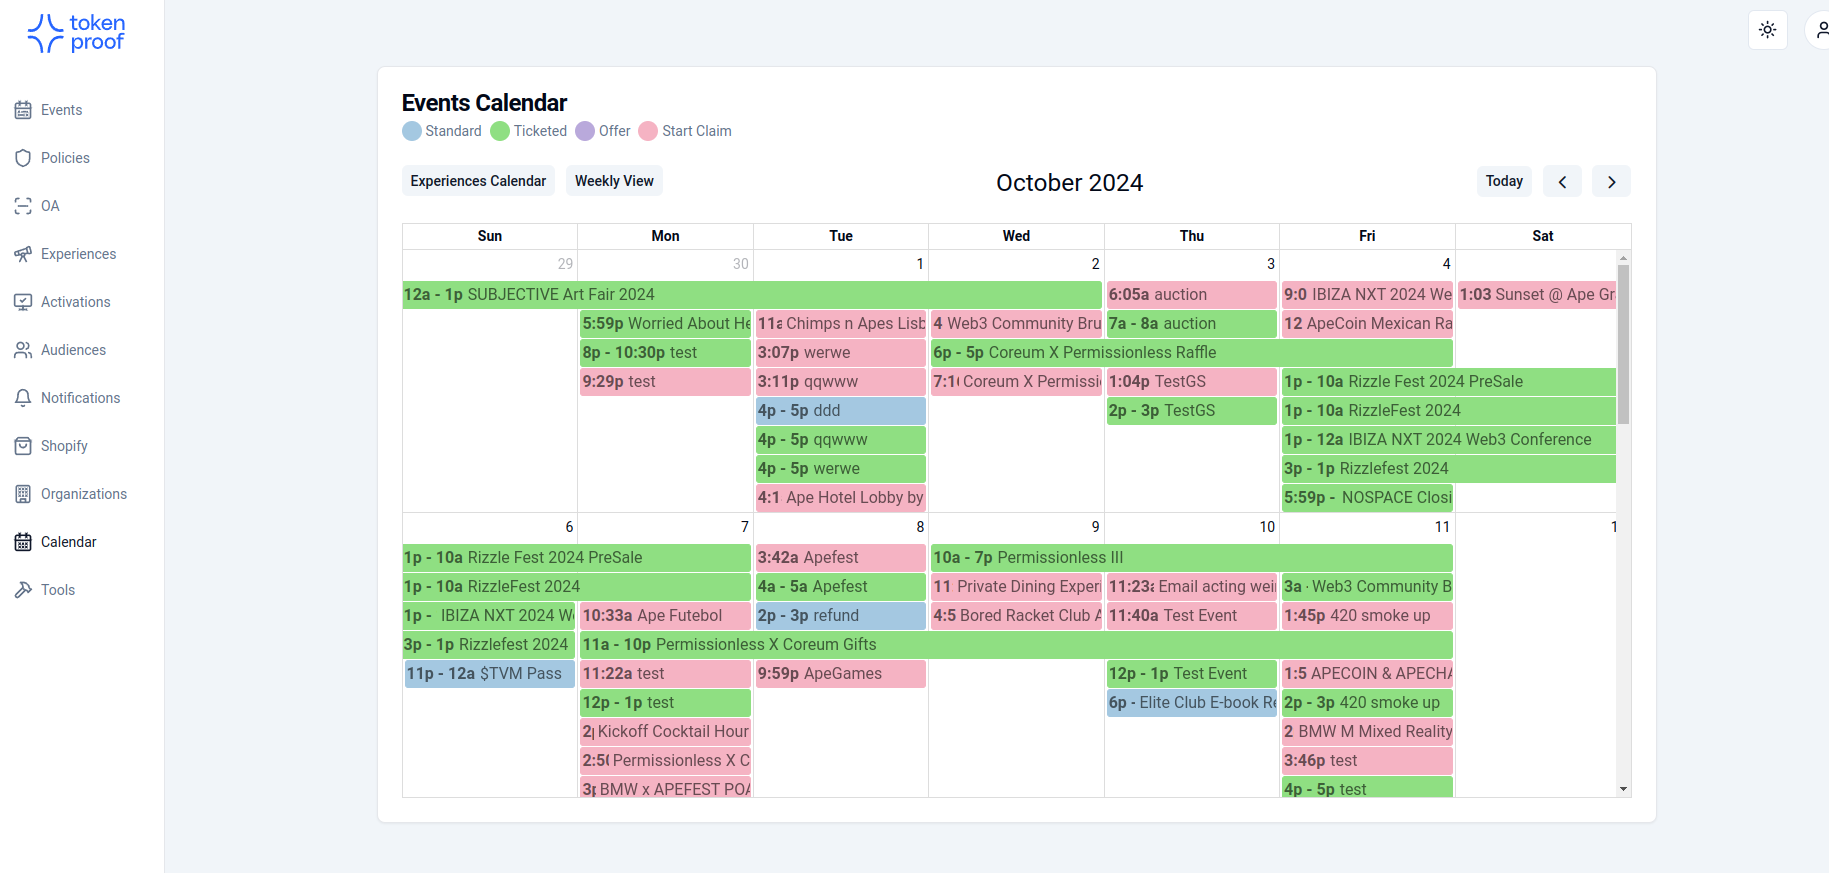 token
proof
Events
Policies
OA
Experiences
Activations
Audiences
Notifications
Shopify
Organizations
Calendar
Tools
Events Calendar
Standard Ticketed Offer Start Claim
Experiences Calendar Weekly View October 2024 Today
Sun Mon Tue Wed Thu Fri Sat
29 30 1 2 3 4
12a - 1p SUBJECTIVE Art Fair 2024 6:05a auction 9:0 IBIZA NXT 2024 We 1:03 Sunset @ Ape Gr
5:59p Worried About He 11a Chimps n Apes Lisb 4 Web3 Community Bru 7a - 8a auction 12 ApeCoin Mexican Ra
8p - 10:30p test 3:07p werwe 6p - 5p Coreum X Permissionless Raffle
9:29p test 3:11p qqwww 7:1 Coreum X Permissi 1:04p TestGS 1p - 10a Rizzle Fest 2024 PreSale
4p - 5p ddd 2p - 3p TestGS 1p - 10a RizzleFest 2024
4p - 5p qqwww 1p - 12a IBIZA NXT 2024 Web3 Conference
4p - 5p werwe 3p - 1p Rizzlefest 2024
4:1 Ape Hotel Lobby by 5:59p - NOSPACE Closi
6 7 8 9 10 11 1
1p - 10a Rizzle Fest 2024 PreSale 3:42a Apefest 10a - 7p Permissionless III
1p - 10a RizzleFest 2024 4a - 5a Apefest 11 Private Dining Experi 11:23a Email acting wei 3a - Web3 Community B
1p - IBIZA NXT 2024 We 10:33a Ape Futebol 2p - 3p refund 4:5 Bored Racket Club A 11:40a Test Event 1:45p 420 smoke up
3p - 1p Rizzlefest 2024 11a - 10p Permissionless X Coreum Gifts
11p - 12a $TVM Pass 11:22a test 9:59p ApeGames 12p - 1p Test Event 1:5 APECOIN & APECHA
12p - 1p test 6p - Elite Club E-book Re 2p - 3p 420 smoke up
2p Kickoff Cocktail Hour 2 BMW M Mixed Reality
2:50 Permissionless X C 3:46p test
3p BMW x APEFEST POA 4p - 5p test